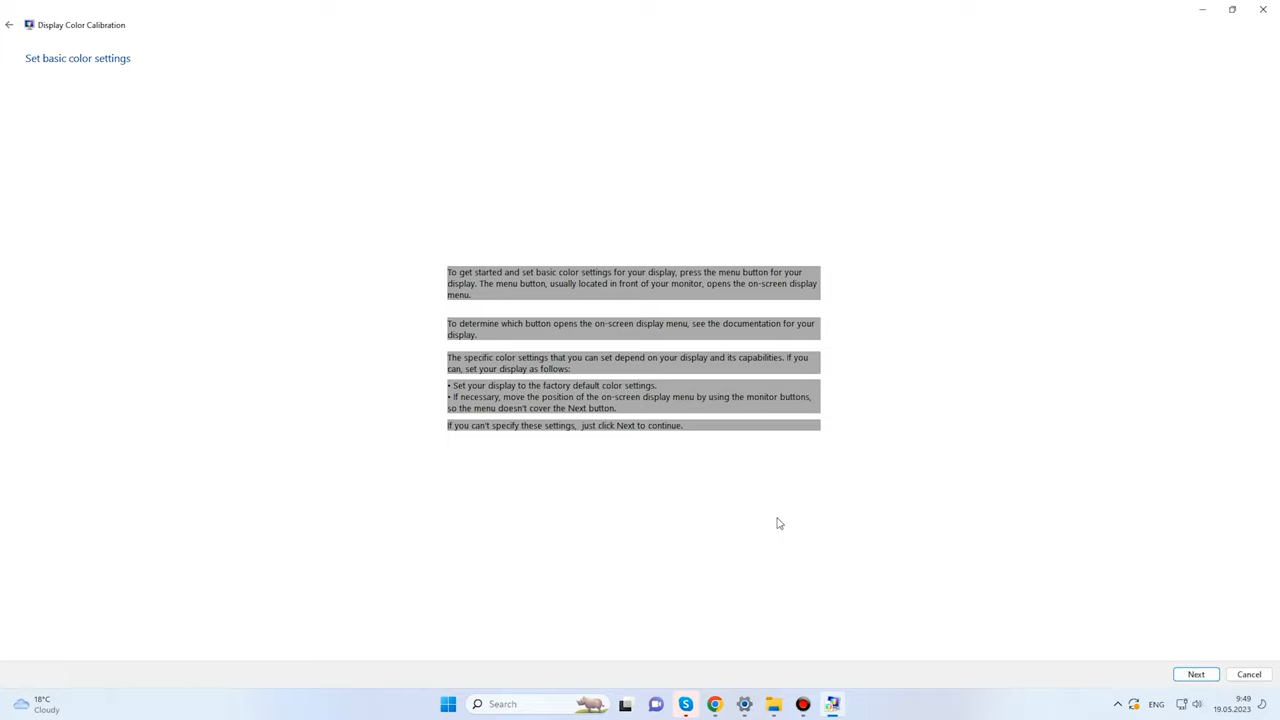 Display Color Calibration
Set basic color settings
To get started and set basic color settings for your display, press the menu button for your
display. The menu button, usually located in front of your monitor, opens the on-screen display
menu.
To determine which button opens the on-screen display menu, see the documentation for your
display.
The specific color settings that you can set depend on your display and its capabilities. If you
can, set your display as follows:
• Set your display to the factory default color settings.
• If necessary, move the position of the on-screen display menu by using the monitor buttons,
so the menu doesn't cover the Next button.
If you can't specify these settings,  just click Next to continue.
Next
Cancel
18°C
Cloudy
Search
ENG
9:49
19.05.2023